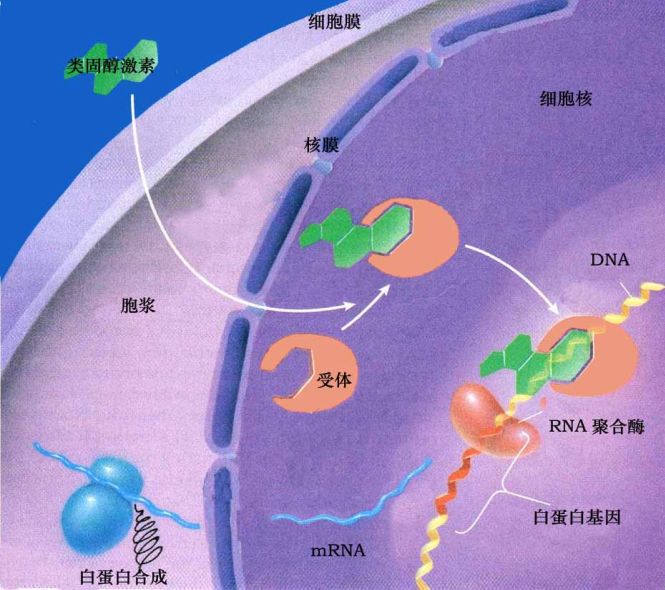 细胞膜
类固醇激素
细胞核
核膜
DNA
胞浆
受体
RNA 聚合酶
白蛋白基因
mRNA
白蛋白合成